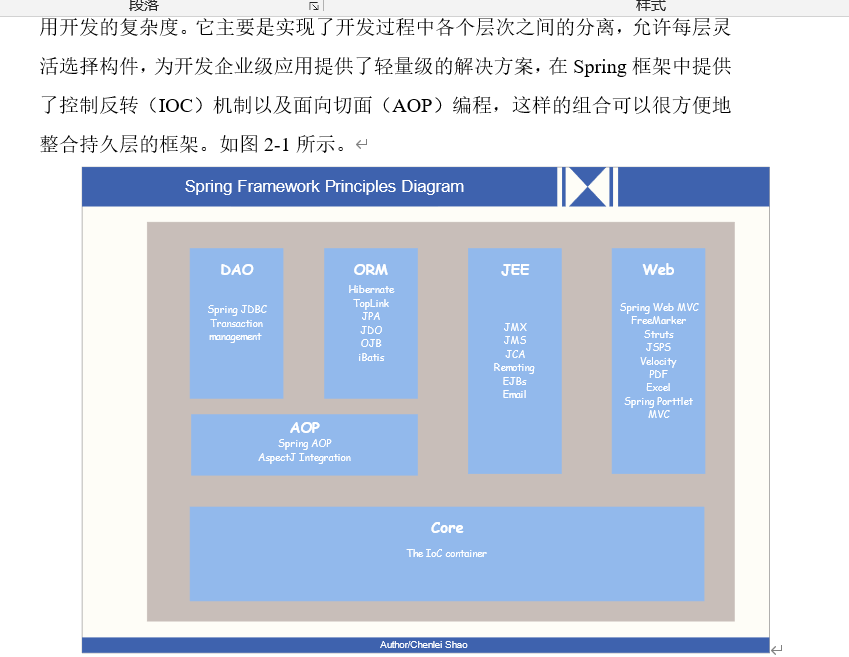 段落
样式
用开发的复杂度。它主要是实现了开发过程中各个层次之间的分离，允许每层灵
活选择构件，为开发企业级应用提供了轻量级的解决方案，在 Spring 框架中提供
了控制反转（IOC）机制以及面向切面（AOP）编程，这样的组合可以很方便地
整合持久层的框架。如图 2-1 所示。
Spring Framework Principles Diagram
DAO
Spring JDBC
Transaction
management
ORM
Hibernate
TopLink
JPA
JDO
OJB
iBatis
JEE
JMX
JMS
JCA
Remoting
EJBs
Email
Web
Spring Web MVC
FreeMarker
Struts
JSPS
Velocity
PDF
Excel
Spring Porttlet
MVC
AOP
Spring AOP
AspectJ Integration
Core
The IoC container
Author/Chenlei Shao